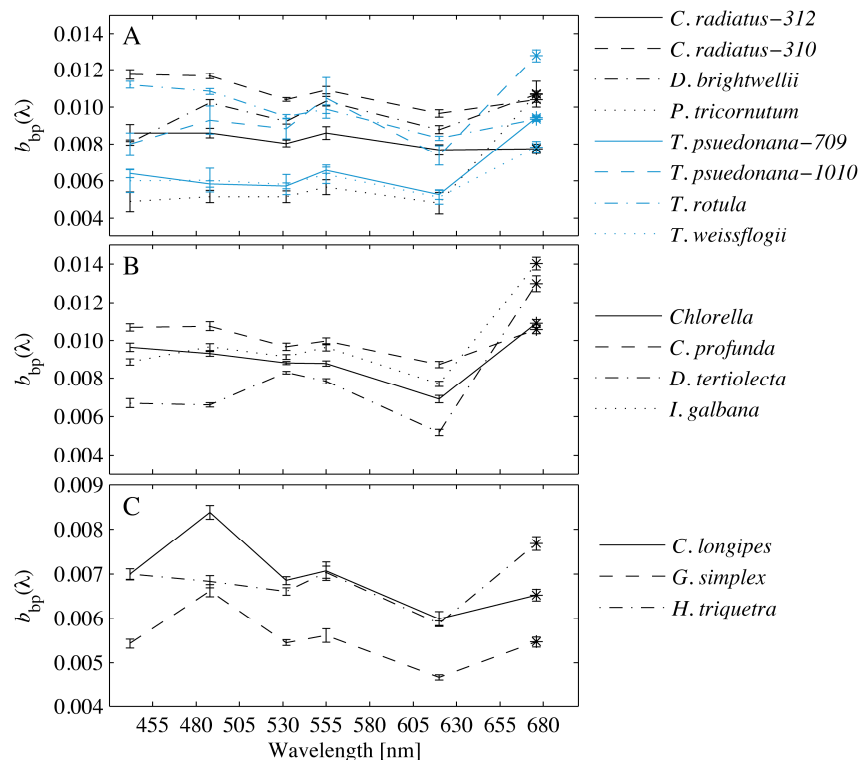 A
0.014
0.012
0.010
0.008
0.006
0.004
b_bp(λ)
C. radiatus−312
C. radiatus−310
D. brightwellii
P. tricornutum
T. psuedonana−709
T. psuedonana−1010
T. rotula
T. weissflogii
B
0.014
0.012
0.010
0.008
0.006
0.004
b_bp(λ)
Chlorella
C. profunda
D. tertiolecta
I. galbana
C
0.009
0.008
0.007
0.006
0.005
0.004
b_bp(λ)
C. longipes
G. simplex
H. triquetra
455 480 505 530 555 580 605 630 655 680
Wavelength [nm]